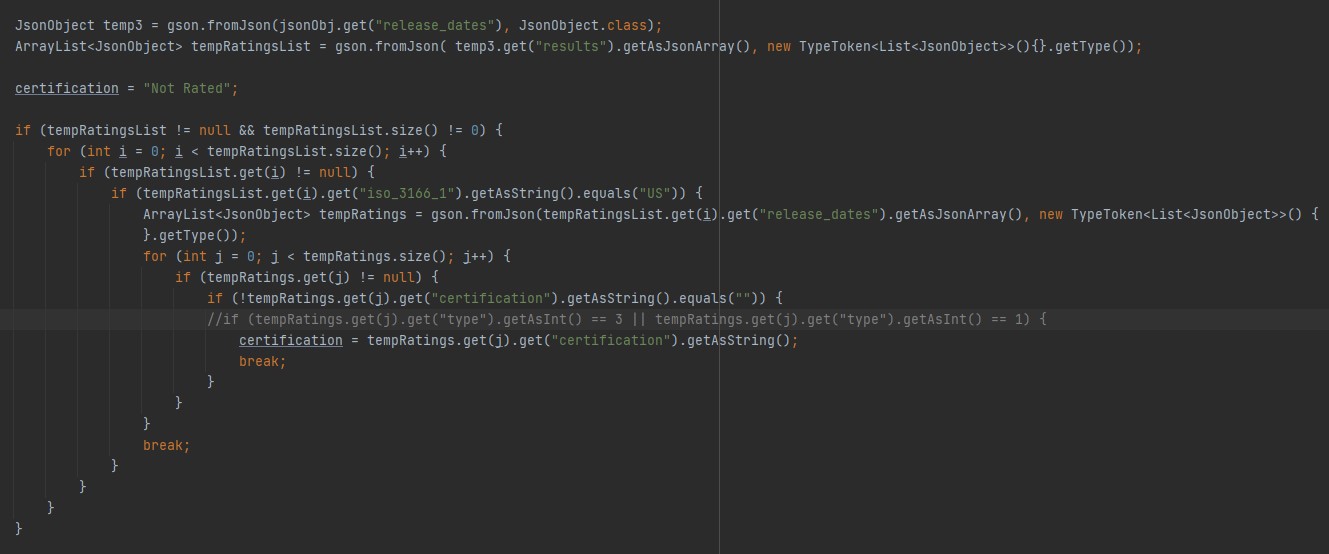 JsonObject temp3 = gson.fromJson(jsonObj.get("release_dates"), JsonObject.class);
ArrayList<JsonObject> tempRatingsList = gson.fromJson( temp3.get("results").getAsJsonArray(), new TypeToken<List<JsonObject>>(){}.getType());
certification = "Not Rated";
if (tempRatingsList != null && tempRatingsList.size() != 0) {
for (int i = 0; i < tempRatingsList.size(); i++) {
if (tempRatingsList.get(i) != null) {
if (tempRatingsList.get(i).get("iso_3166_1").getAsString().equals("US")) {
ArrayList<JsonObject> tempRatings = gson.fromJson(tempRatingsList.get(i).get("release_dates").getAsJsonArray(), new TypeToken<List<JsonObject>>() {
}.getType());
for (int j = 0; j < tempRatings.size(); j++) {
if (tempRatings.get(j) != null) {
if (!tempRatings.get(j).get("certification").getAsString().equals("")) {
//if (tempRatings.get(j).get("type").getAsInt() == 3 || tempRatings.get(j).get("type").getAsInt() == 1) {
certification = tempRatings.get(j).get("certification").getAsString();
break;
}
}
}
break;
}
}
}
}